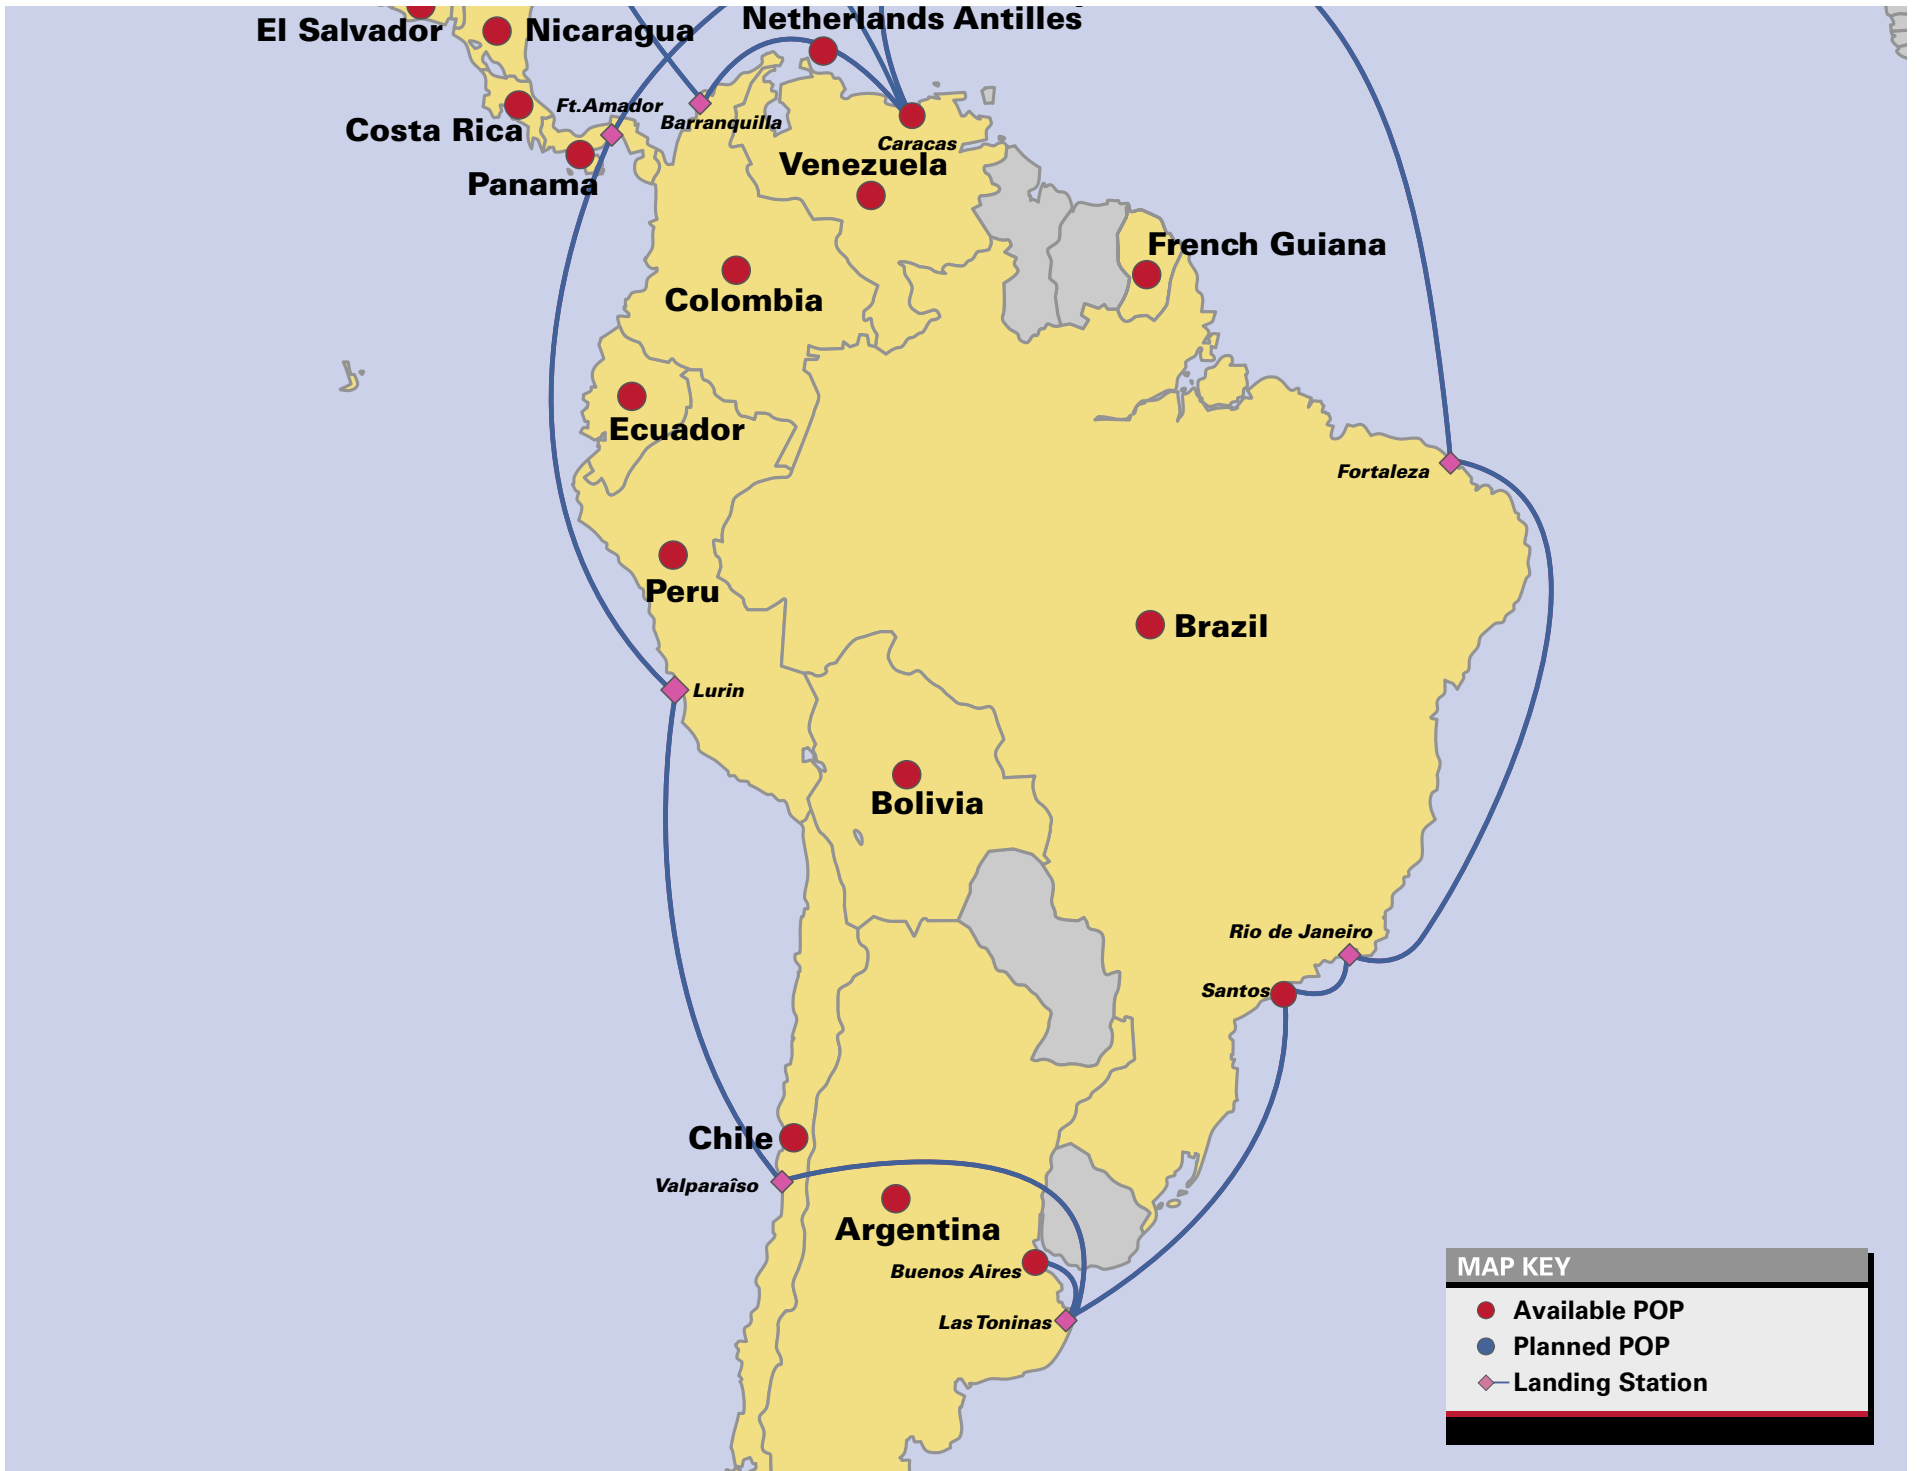 Netherlands Antilles
El Salvador
Nicaragua
Ft.Amador
Barranquilla
Costa Rica
Caracas
Venezuela
Panama
French Guiana
Colombia
Ecuador
Fortaleza
Peru
Brazil
Lurin
Bolivia
Rio de Janeiro
Santos
Chile
Valparaîso
Argentina
Buenos Aires
Las Toninas
MAP KEY
Available POP
Planned POP
Landing Station